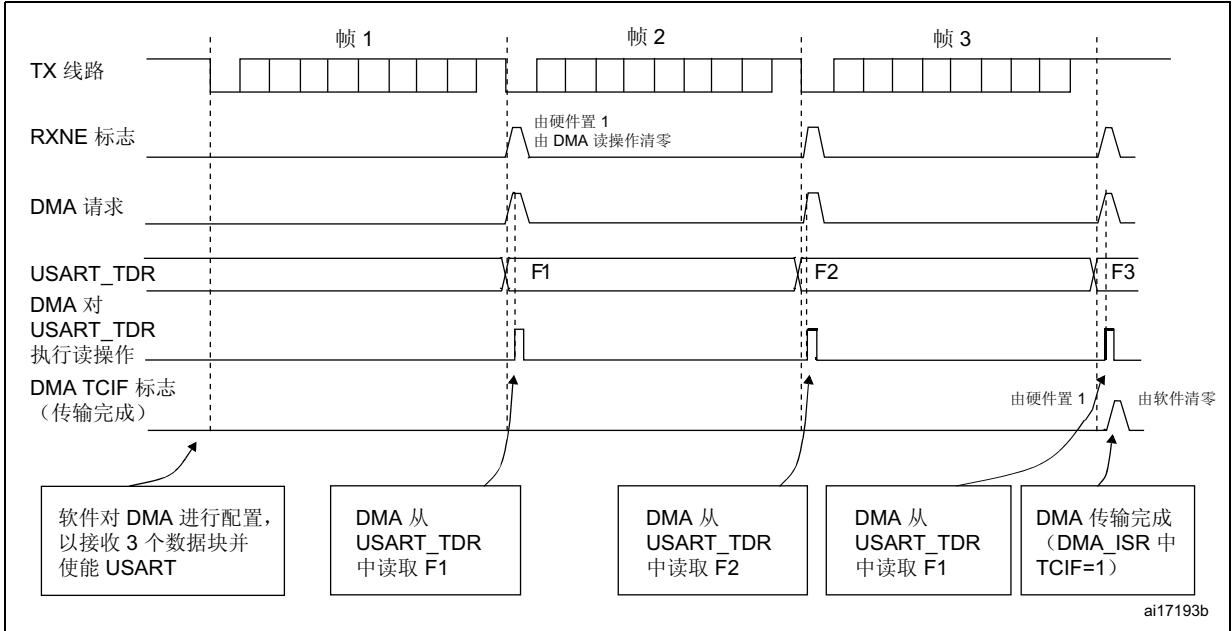 帧 1
帧 2
帧 3
TX 线路
RXNE 标志
由硬件置 1
由 DMA 读操作清零
DMA 请求
USART_TDR
F1
F2
F3
DMA 对
USART_TDR
执行读操作
DMA TCIF 标志
（传输完成）
由硬件置 1
由软件清零
软件对 DMA 进行配置，
以接收 3 个数据块并
使能 USART
DMA 从
USART_TDR
中读取 F1
DMA 从
USART_TDR
中读取 F2
DMA 从
USART_TDR
中读取 F1
DMA 传输完成
（DMA_ISR 中
TCIF=1）
ai17193b